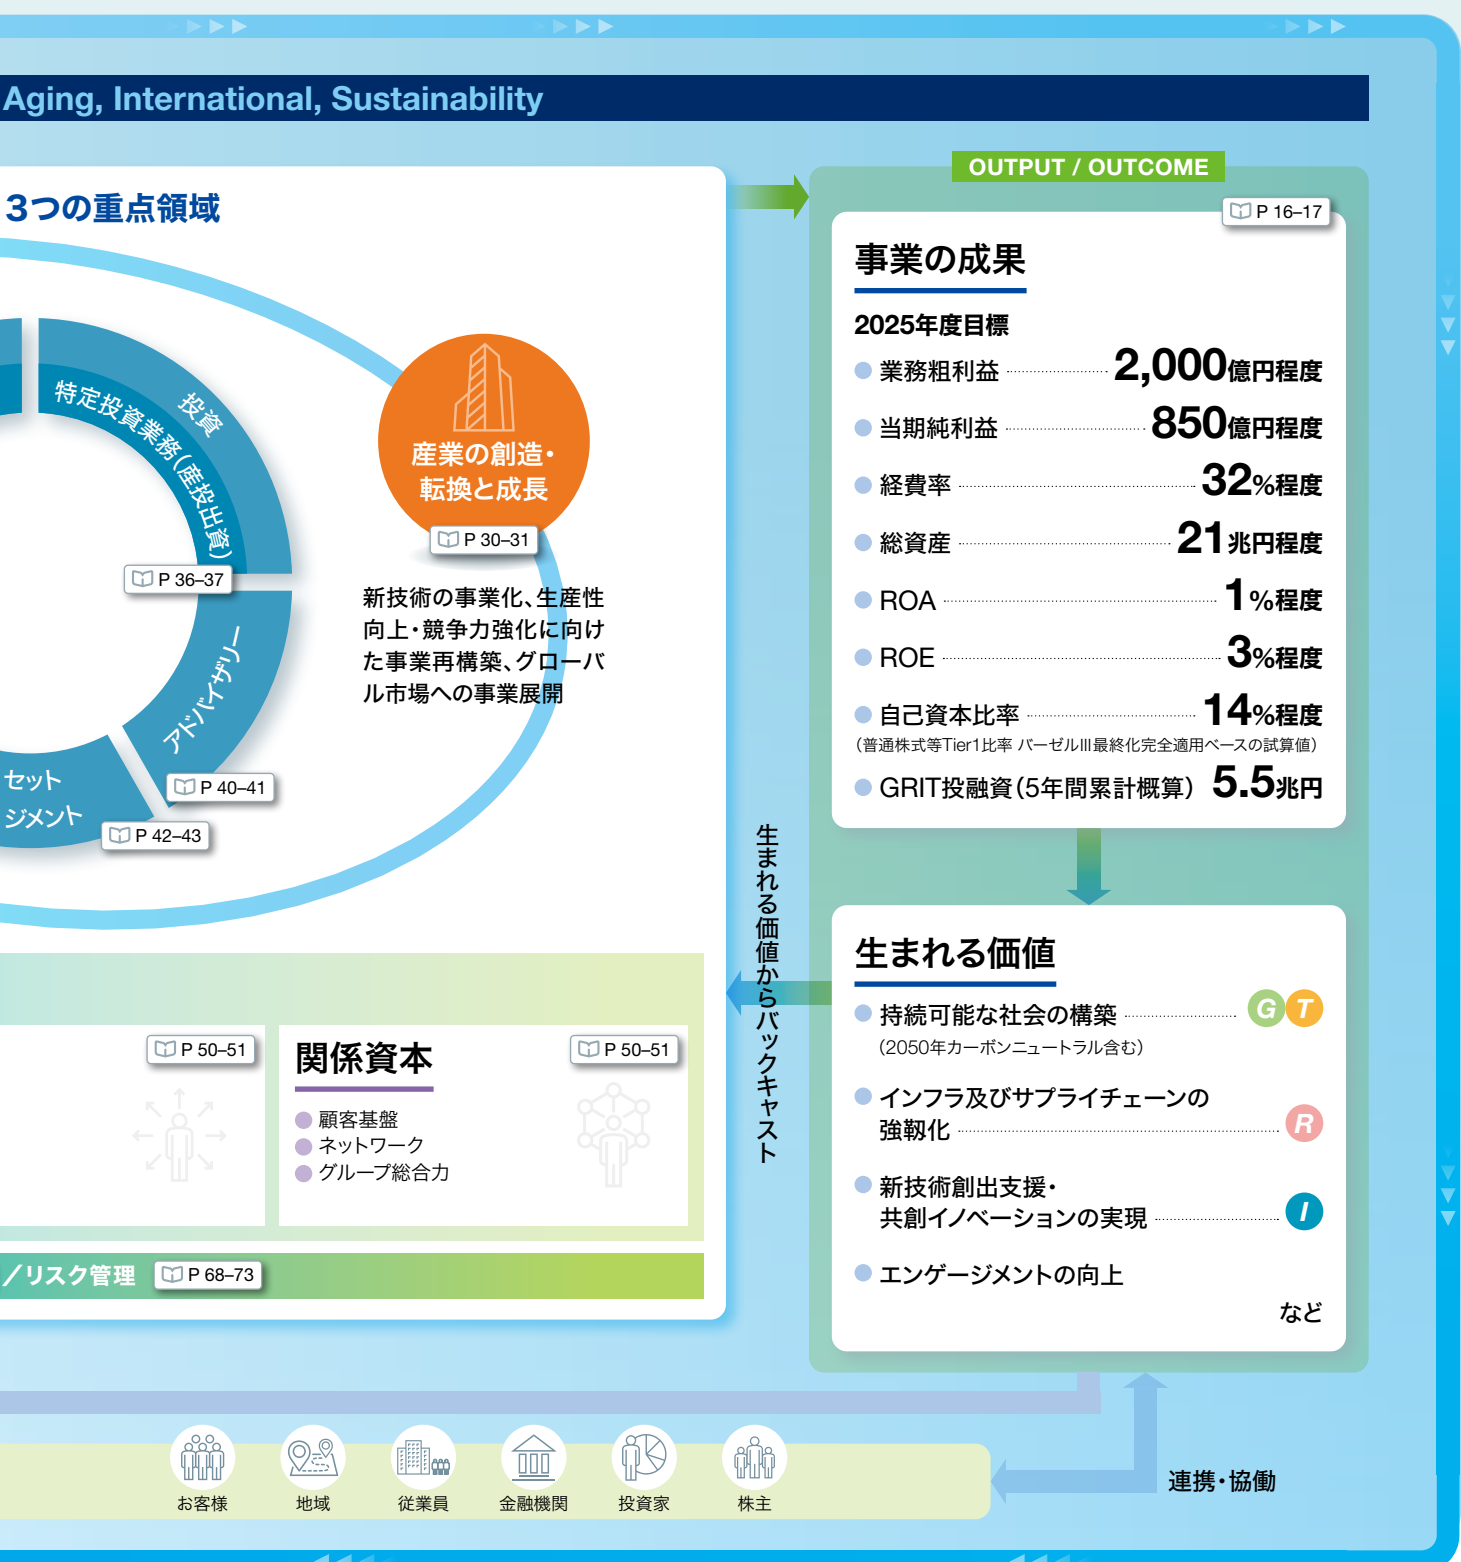 Aging, International, Sustainability
3つの重点領域
投資
特定投資業務(産投出資)
P 36–37
アドバイザリー
P 40–41
セット
ジメント
P 42–43
産業の創造・
転換と成長
P 30–31
新技術の事業化、生産性
向上・競争力強化に向け
た事業再構築、グローバ
ル市場への事業展開
P 50–51
関係資本
P 50–51
顧客基盤
ネットワーク
グループ総合力
／リスク管理
P 68–73
生まれる価値からバックキャスト
OUTPUT / OUTCOME
P 16–17
事業の成果
2025年度目標
業務粗利益 2,000億円程度
当期純利益 850億円程度
経費率 32%程度
総資産 21兆円程度
ROA 1%程度
ROE 3%程度
自己資本比率 14%程度
(普通株式等Tier1比率 バーゼルⅢ最終化完全適用ベースの試算値)
GRIT投融資(5年間累計概算) 5.5兆円
生まれる価値
持続可能な社会の構築 G T
(2050年カーボンニュートラル含む)
インフラ及びサプライチェーンの
強靱化 R
新技術創出支援・
共創イノベーションの実現 I
エンゲージメントの向上
など
お客様
地域
従業員
金融機関
投資家
株主
連携・協働